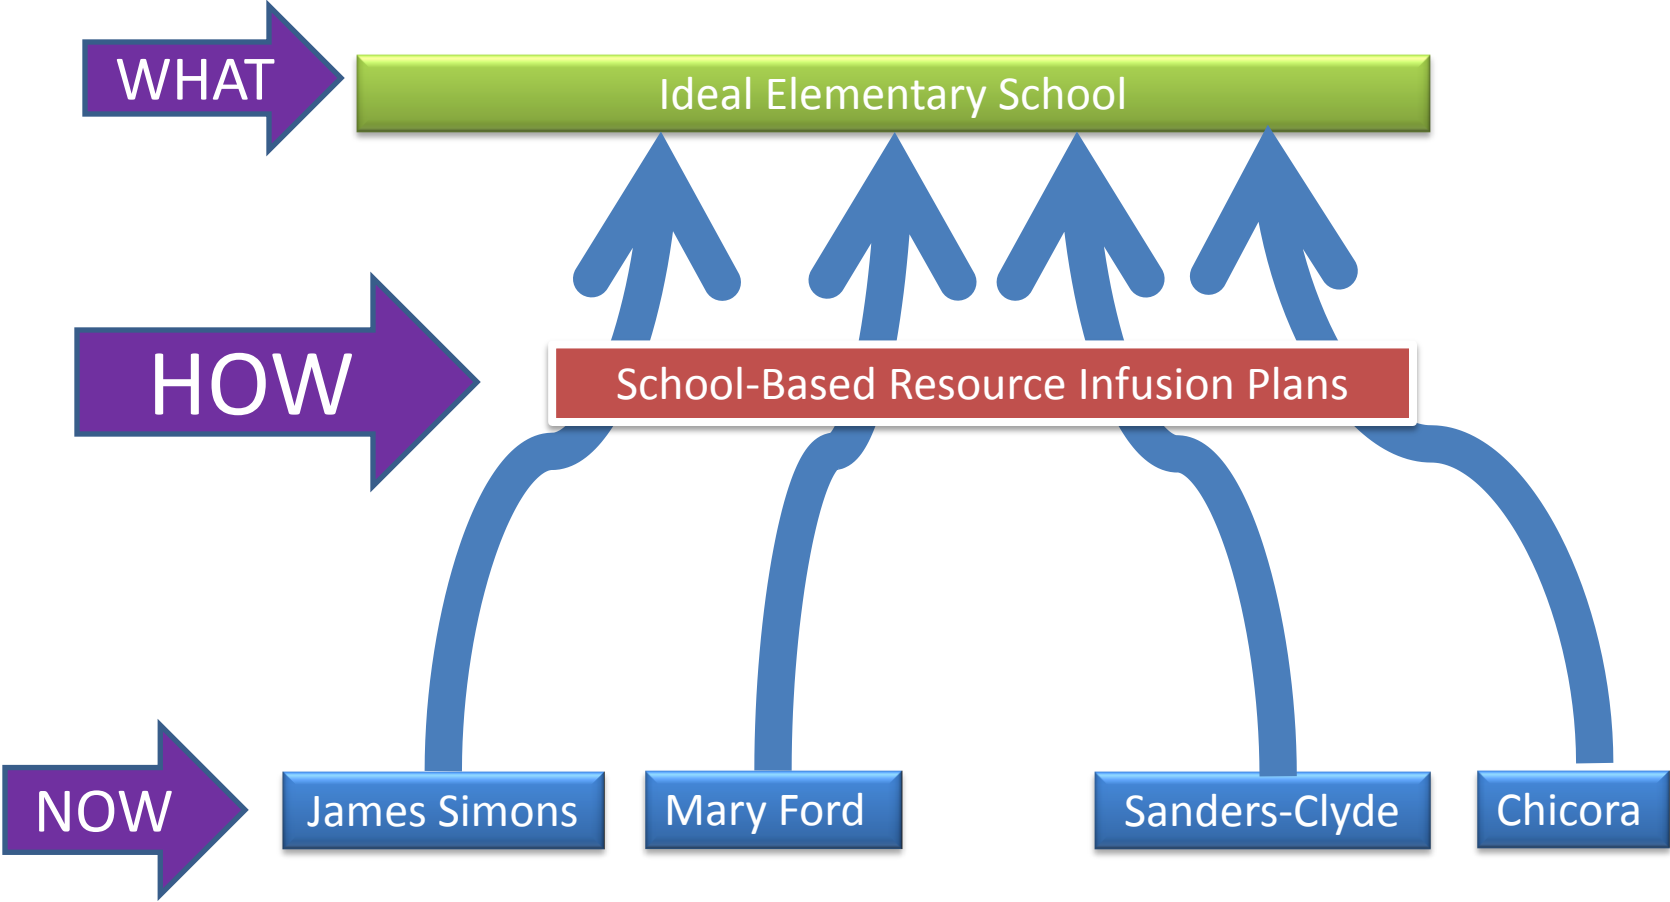 WHAT
Ideal Elementary School
HOW
School-Based Resource Infusion Plans
NOW
James Simons
Mary Ford
Sanders-Clyde
Chicora